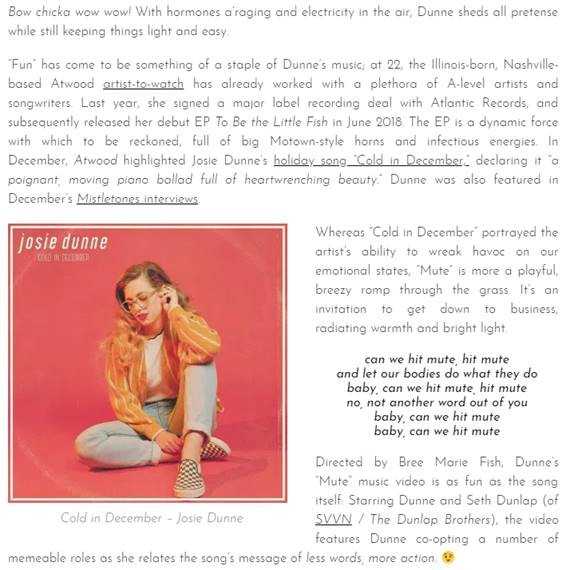 Bow chicka wow wow! With hormones a'raging and electricity in the air, Dunne sheds all pretense
while still keeping things light and easy.
"Fun" has come to be something of a staple of Dunne's music; at 22, the Illinois-born, Nashville-
based Atwood artist-to-watch has already worked with a plethora of A-level artists and
songwriters. Last year, she signed a major label recording deal with Atlantic Records, and
subsequently released her debut EP To Be the Little Fish in June 2018. The EP is a dynamic force
with which to be reckoned, full of big Motown-style horns and infectious energies. In
December, Atwood highlighted Josie Dunne's holiday song "Cold in December," declaring it "a
poignant, moving piano ballad full of heartwrenching beauty." Dunne was also featured in
December's Mistletones interviews.
josie dunne
COLD IN DECEMBER
Cold in December – Josie Dunne
Whereas "Cold in December" portrayed the
artist's ability to wreak havoc on our
emotional states, "Mute" is more a playful,
breezy romp through the grass. It's an
invitation to get down to business,
radiating warmth and bright light.
can we hit mute, hit mute
and let our bodies do what they do
baby, can we hit mute, hit mute
no, not another word out of you
baby, can we hit mute
baby, can we hit mute
Directed by Bree Marie Fish, Dunne's
"Mute" music video is as fun as the song
itself: Starring Dunne and Seth Dunlap (of
SVVN / The Dunlap Brothers), the video
features Dunne co-opting a number of
memeable roles as she relates the song's message of less words, more action. 😉